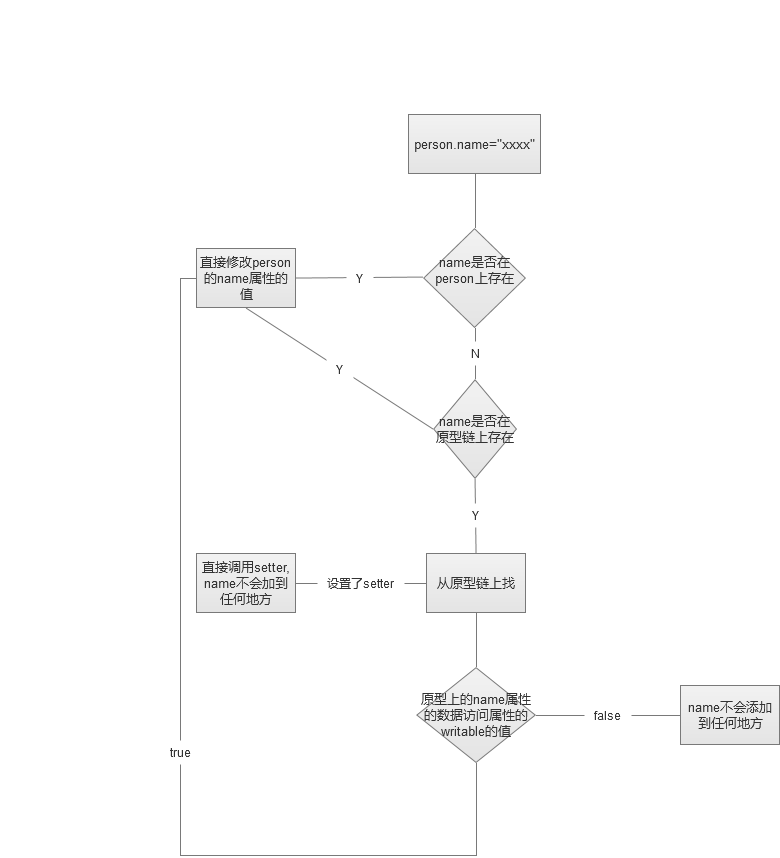 person.name="xxxx"
name是否在
person上存在
Y
直接修改person
的name属性的
值
N
Y
name是否在
原型链上存在
Y
从原型链上找
设置了setter
直接调用setter,
name不会加到
任何地方
原型上的name属性
的数据访问属性的
writable的值
false
name不会添加
到任何地方
true